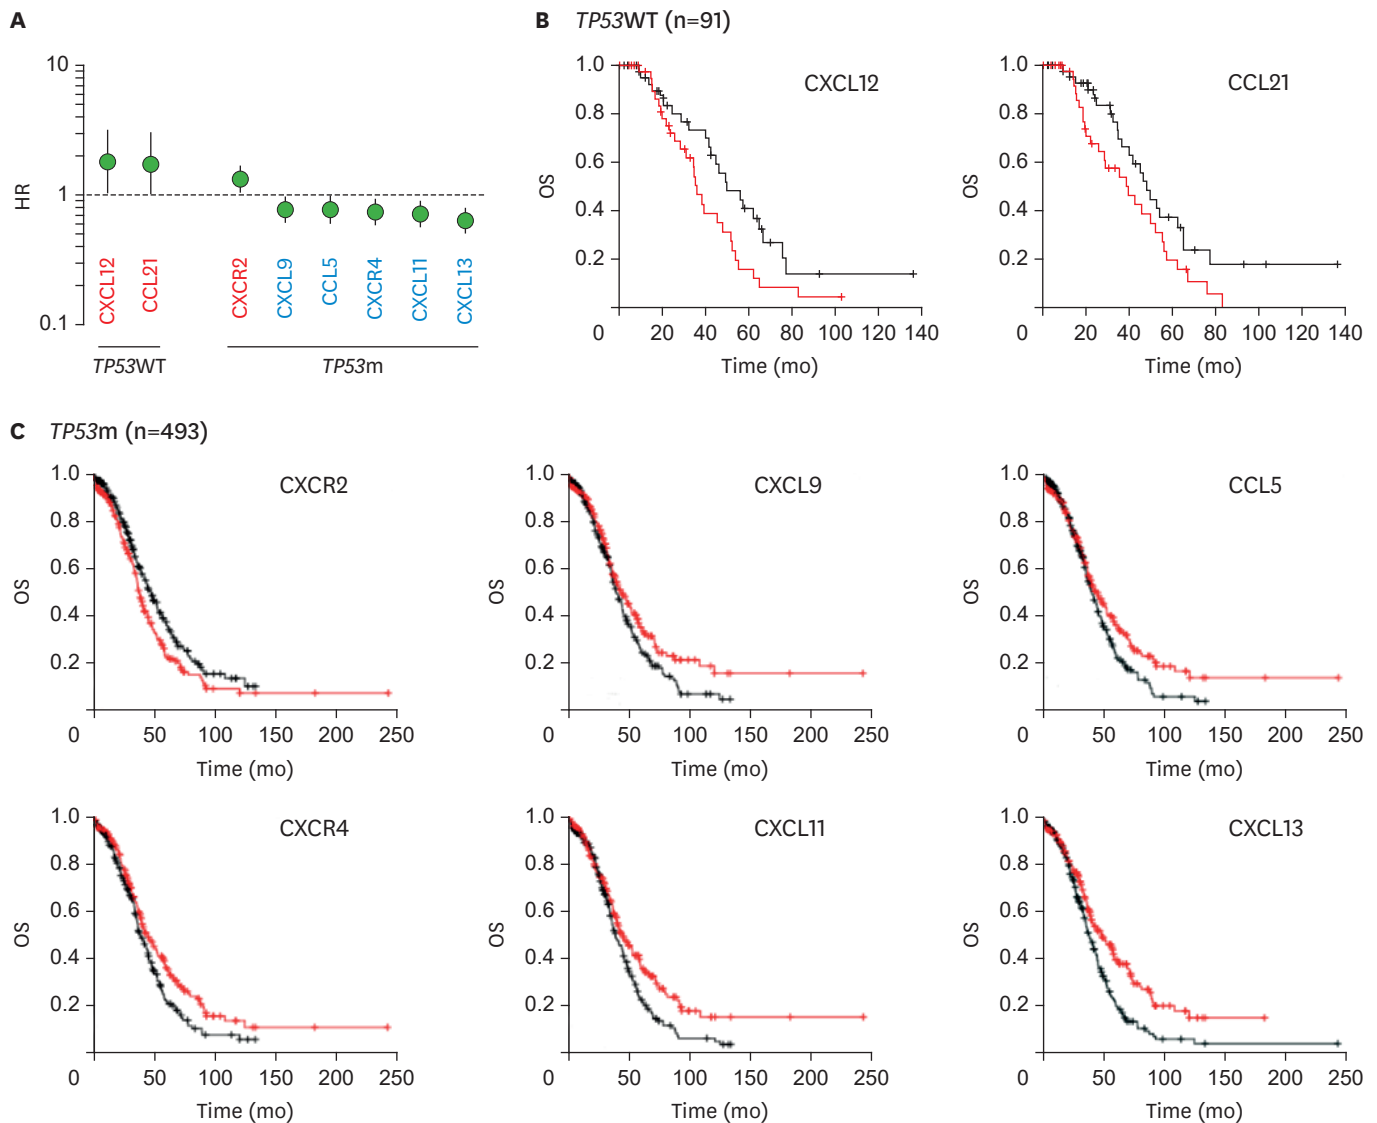 A
10
1
0.1
HR
CXCL12
CCL21
CXCR2
CXCL9
CCL5
CXCR4
CXCL11
CXCL13
TP53WT
TP53m
B TP53WT (n=91)
CXCL12
1.0
0.8
0.6
0.4
0.2
OS
0 20 40 60 80 100 120 140
Time (mo)
CCL21
1.0
0.8
0.6
0.4
0.2
OS
0 20 40 60 80 100 120 140
Time (mo)
C TP53m (n=493)
CXCR2
1.0
0.8
0.6
0.4
0.2
OS
0 50 100 150 200 250
Time (mo)
CXCL9
1.0
0.8
0.6
0.4
0.2
OS
0 50 100 150 200 250
Time (mo)
CCL5
1.0
0.8
0.6
0.4
0.2
OS
0 50 100 150 200 250
Time (mo)
CXCR4
1.0
0.8
0.6
0.4
0.2
OS
0 50 100 150 200 250
Time (mo)
CXCL11
1.0
0.8
0.6
0.4
0.2
OS
0 50 100 150 200 250
Time (mo)
CXCL13
1.0
0.8
0.6
0.4
0.2
OS
0 50 100 150 200 250
Time (mo)